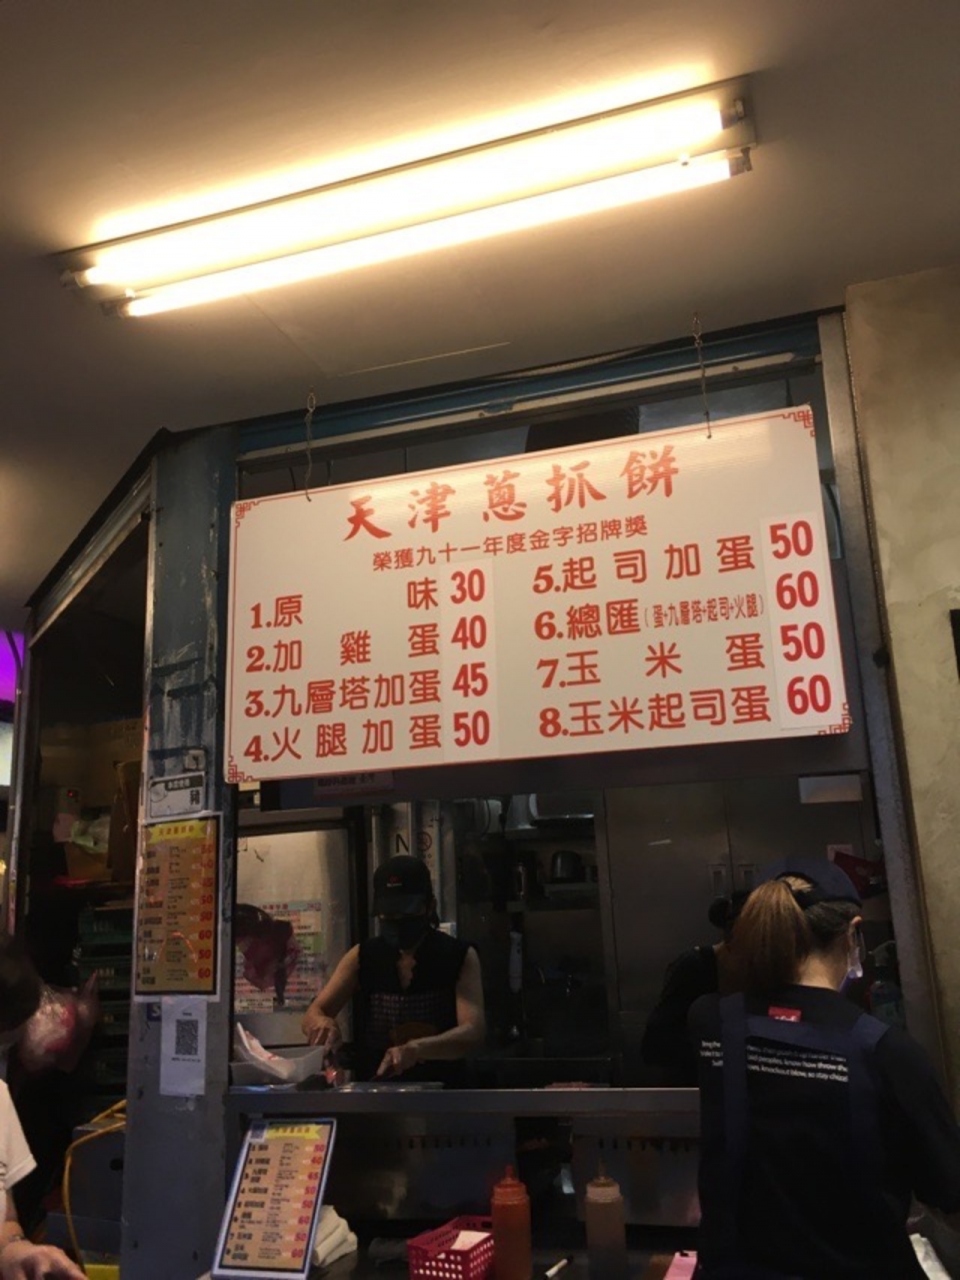 天津蔥抓餅
榮獲九十一年度金字招牌獎
1.原味 30
2.加雞蛋 40
3.九層塔加蛋 45
4.火腿加蛋 50
5.起司加蛋 50
6.總匯(蛋+九層塔+起司+火腿) 60
7.玉米蛋 50
8.玉米起司蛋 60